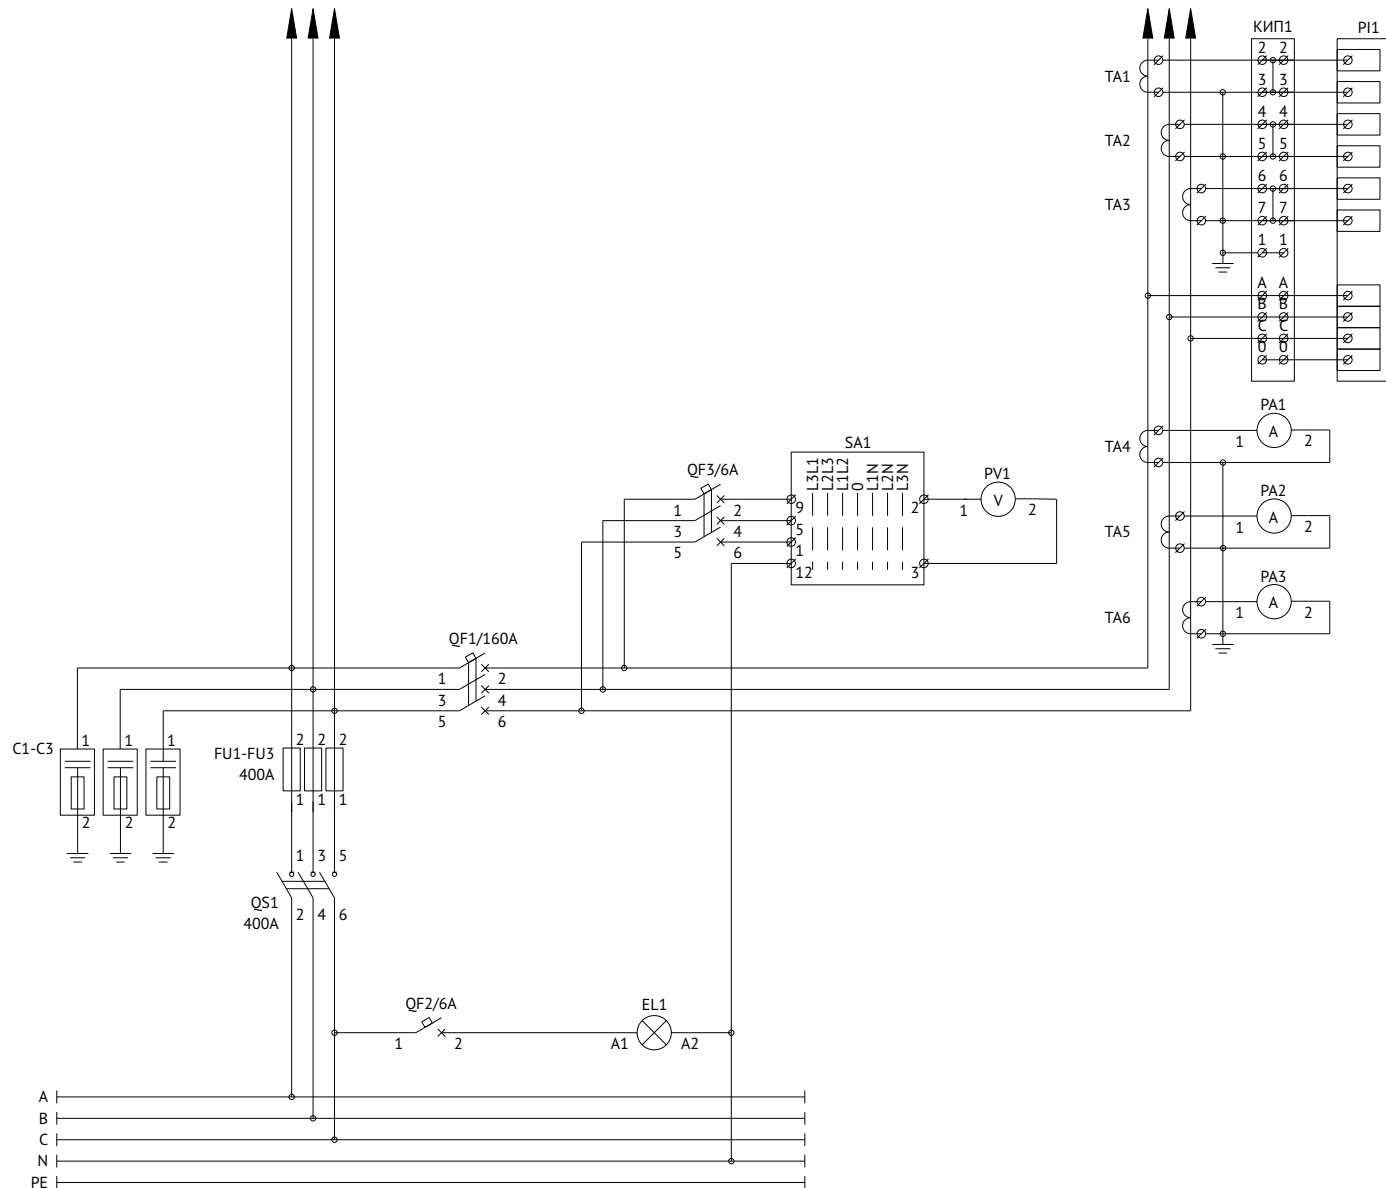 КИП1
PI1
2 2
TA1
3 3
4 4
TA2
5 5
6 6
TA3
7 7
1 1
A A
B B
C C
0 0
PA1
A
1 2
TA4
SA1
L3L1
L2L3
L1L2
0
L1N
L2N
L3N
QF3/6A
PV1
V
1 2
9
2
1 2
5
3 4
1
5 6
12
3
PA2
A
1 2
TA5
PA3
A
1 2
TA6
QF1/160A
1 2
3 4
5 6
C1-C3
1 1 1
2 2 2
FU1-FU3
400A
2 2 2
1 1 1
1 3 5
QS1
400A
2 4 6
QF2/6A
1 2
EL1
A1 A2
A
B
C
N
PE